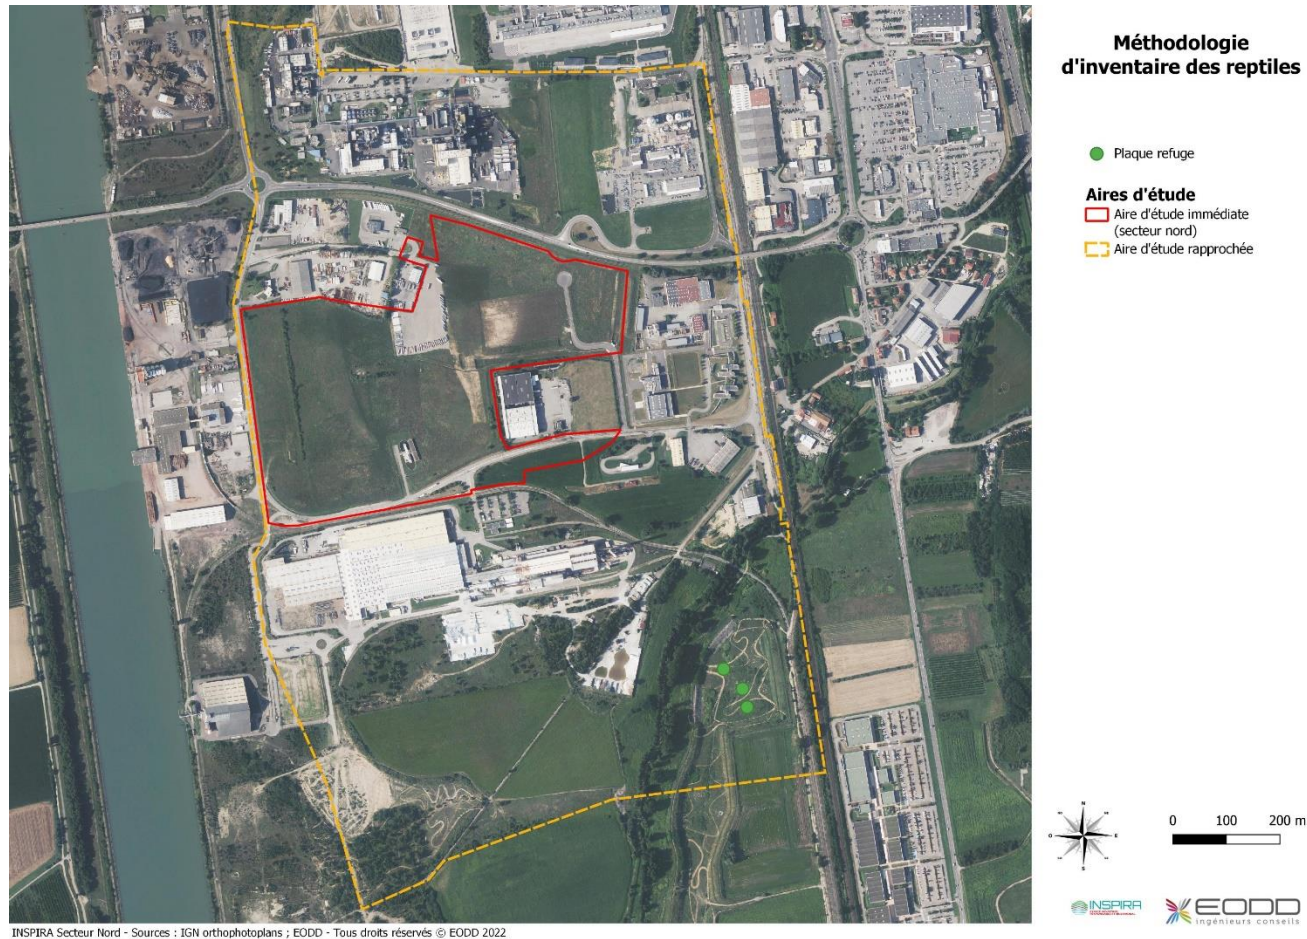 Méthodologie
d'inventaire des reptiles
Plaque refuge
Aires d'étude
Aire d'étude immédiate
(secteur nord)
Aire d'étude rapprochée
N
O
E
S
0 100 200 m
INSPIRA
EODD
ingénieurs conseils
INSPIRA Secteur Nord - Sources : IGN orthophotoplans ; EODD - Tous droits réservés © EODD 2022